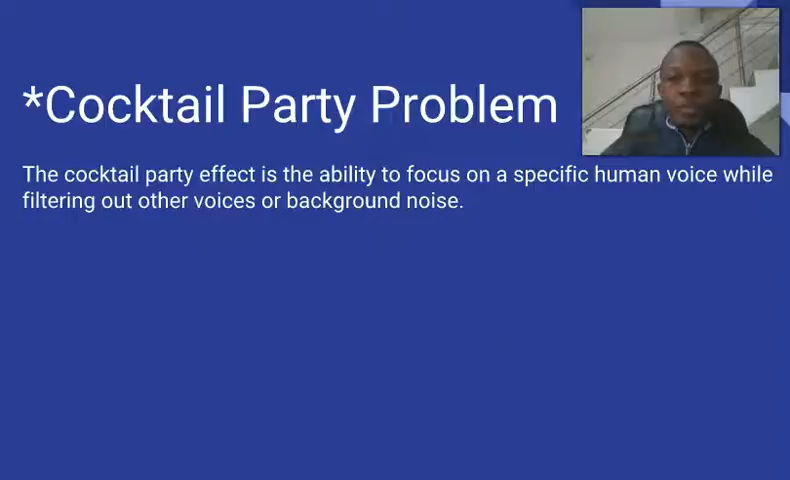 *Cocktail Party Problem
The cocktail party effect is the ability to focus on a specific human voice while
filtering out other voices or background noise.